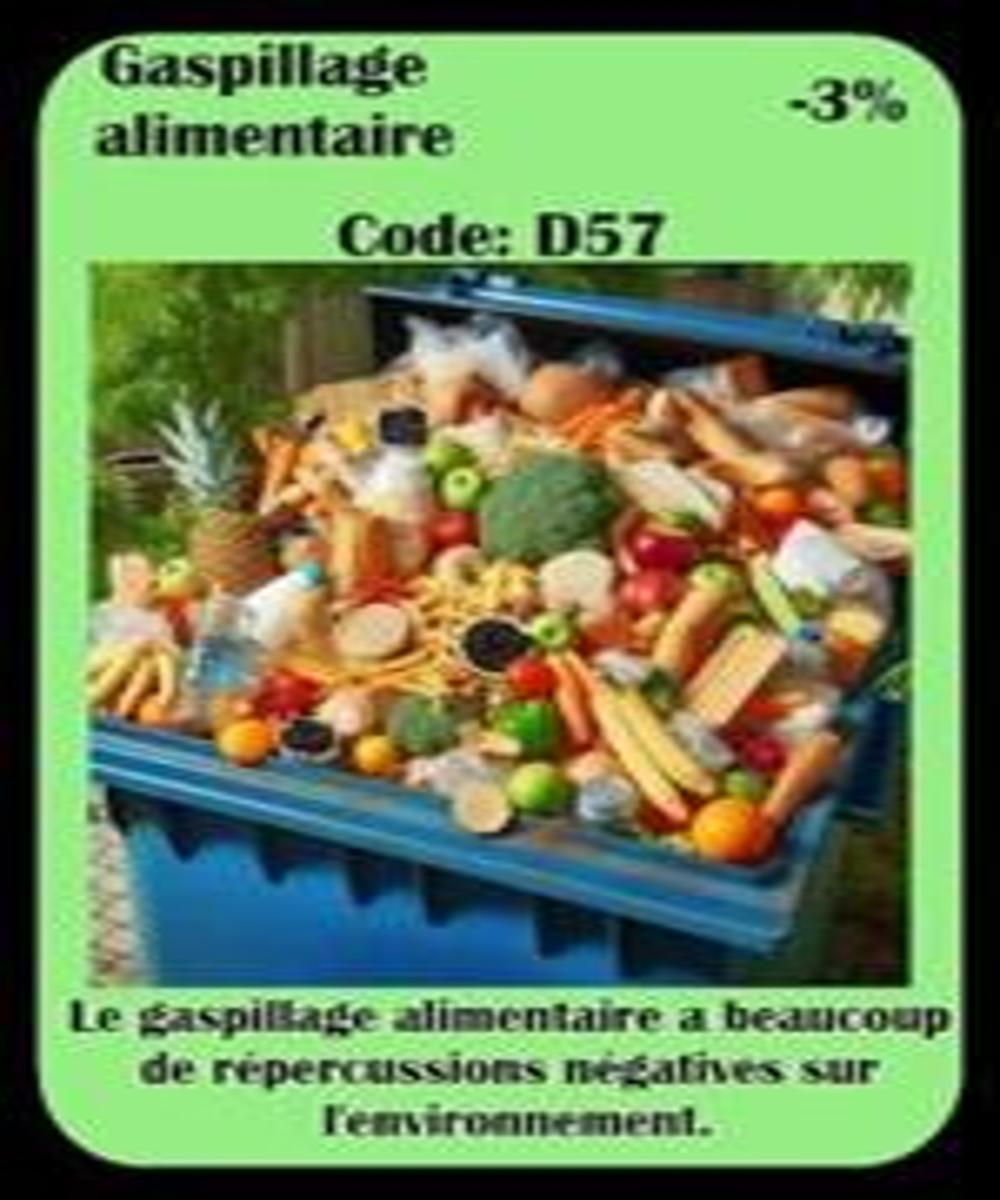 Gaspillage
alimentaire
-3%
Code: D57
Le gaspillage alimentaire a beaucoup
de répercussions négatives sur
l'environnement.